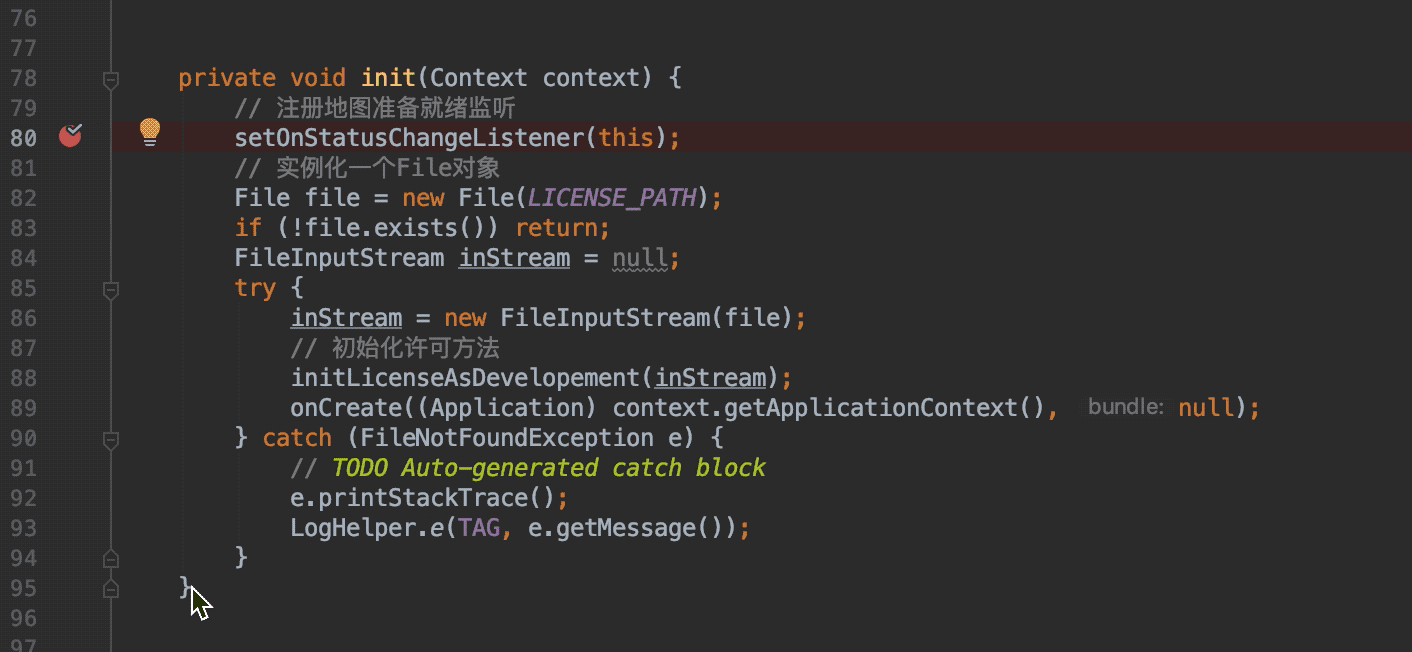 76
77
78 private void init(Context context) {
79 // 注册地图准备就绪监听
80 setOnStatusChangeListener(this);
81 // 实例化一个File对象
82 File file = new File(LICENSE_PATH);
83 if (!file.exists()) return;
84 FileInputStream inStream = null;
85 try {
86 inStream = new FileInputStream(file);
87 // 初始化许可方法
88 initLicenseAsDevelopement(inStream);
89 onCreate((Application) context.getApplicationContext(), bundle: null);
90 } catch (FileNotFoundException e) {
91 // TODO Auto-generated catch block
92 e.printStackTrace();
93 LogHelper.e(TAG, e.getMessage());
94 }
95 }
96
97